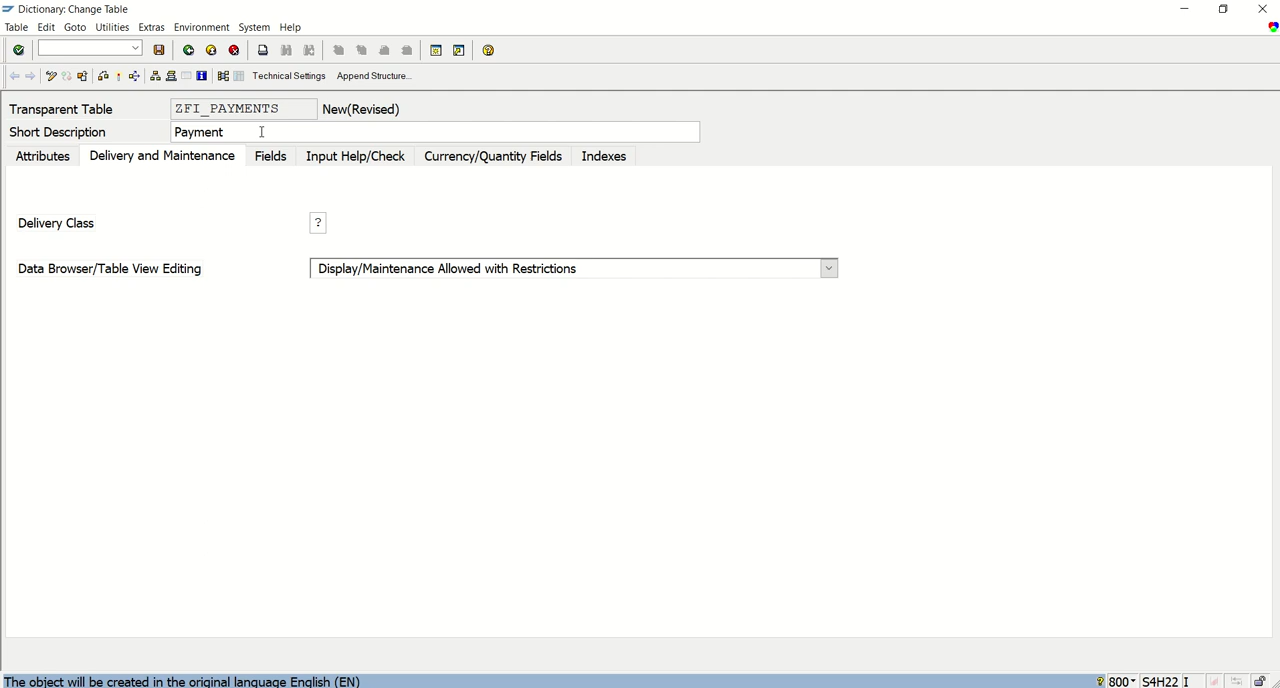 Dictionary: Change Table
Table Edit Goto Utilities Extras Environment System Help
Technical Settings Append Structure...
Transparent Table ZFI_PAYMENTS New(Revised)
Short Description Payment
Attributes Delivery and Maintenance Fields Input Help/Check Currency/Quantity Fields Indexes
Delivery Class ?
Data Browser/Table View Editing Display/Maintenance Allowed with Restrictions
The object will be created in the original language English (EN) 800 S4H22